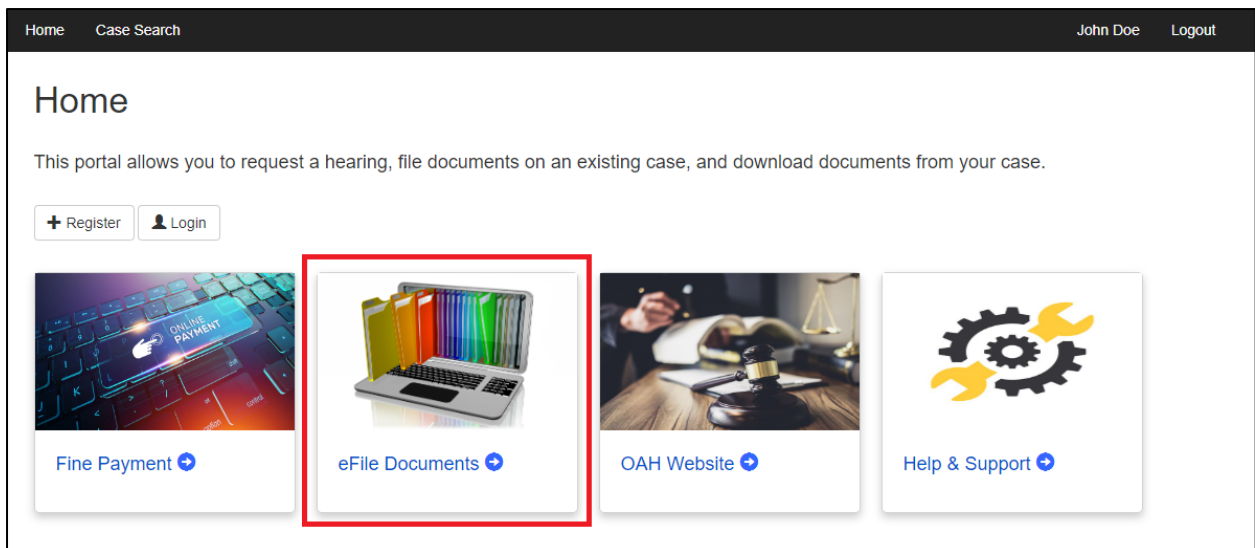 Home Case Search John Doe Logout
Home
This portal allows you to request a hearing, file documents on an existing case, and download documents from your case.
Register Login
ONLINE
PAYMENT
Fine Payment eFile Documents OAH Website Help & Support